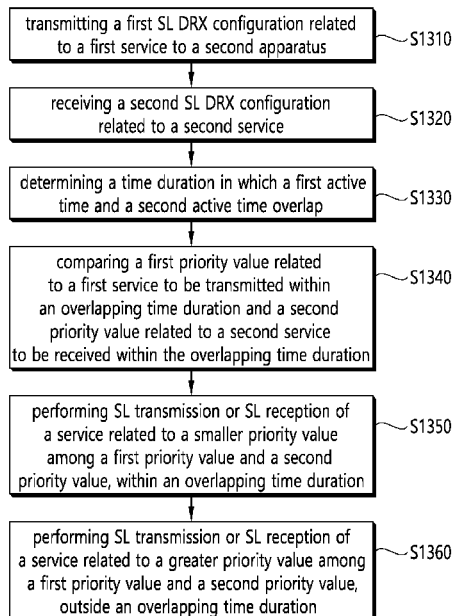 transmitting a first SL DRX configuration related
to a first service to a second apparatus
S1310
receiving a second SL DRX configuration
related to a second service
S1320
determining a time duration in which a first active
time and a second active time overlap
S1330
comparing a first priority value related
to a first service to be transmitted within
an overlapping time duration and a second
priority value related to a second service
to be received within the overlapping time duration
S1340
performing SL transmission or SL reception of
a service related to a smaller priority value
among a first priority value and a second
priority value, within an overlapping time duration
S1350
performing SL transmission or SL reception of
a service related to a greater priority value among
a first priority value and a second priority value,
outside an overlapping time duration
S1360